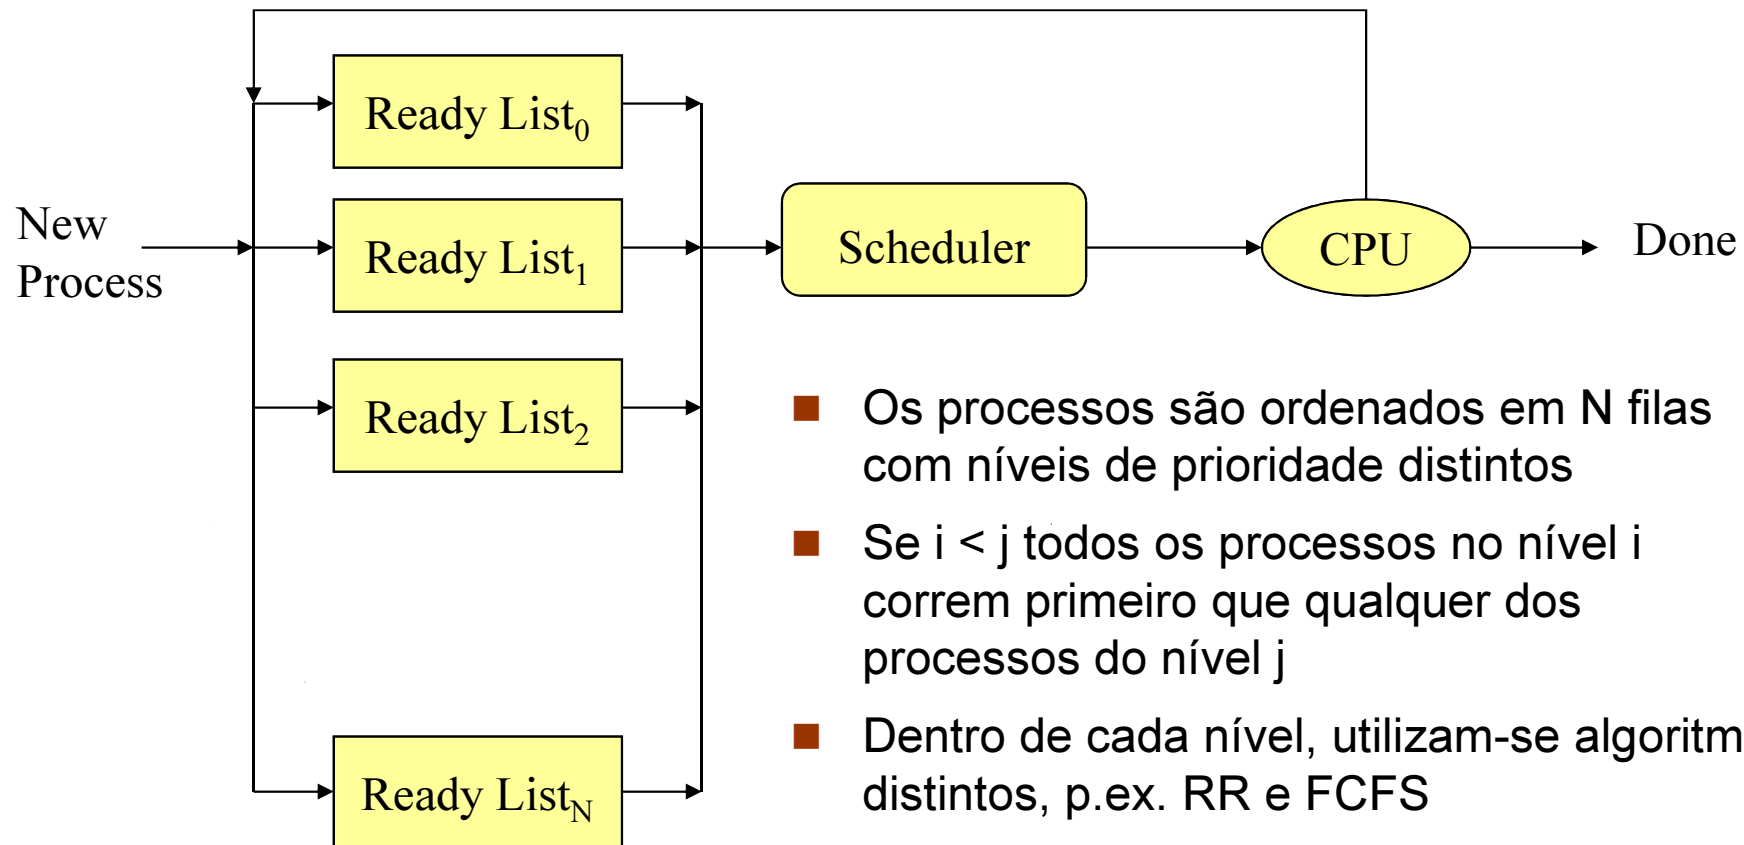 Ready List0
New
Process
Ready List1
Scheduler
CPU
Done
Ready List2
Ready ListN
Os processos são ordenados em N filas
com níveis de prioridade distintos
Se i < j todos os processos no nível i
correm primeiro que qualquer dos
processos do nível j
Dentro de cada nível, utilizam-se algoritm
distintos, p.ex. RR e FCFS